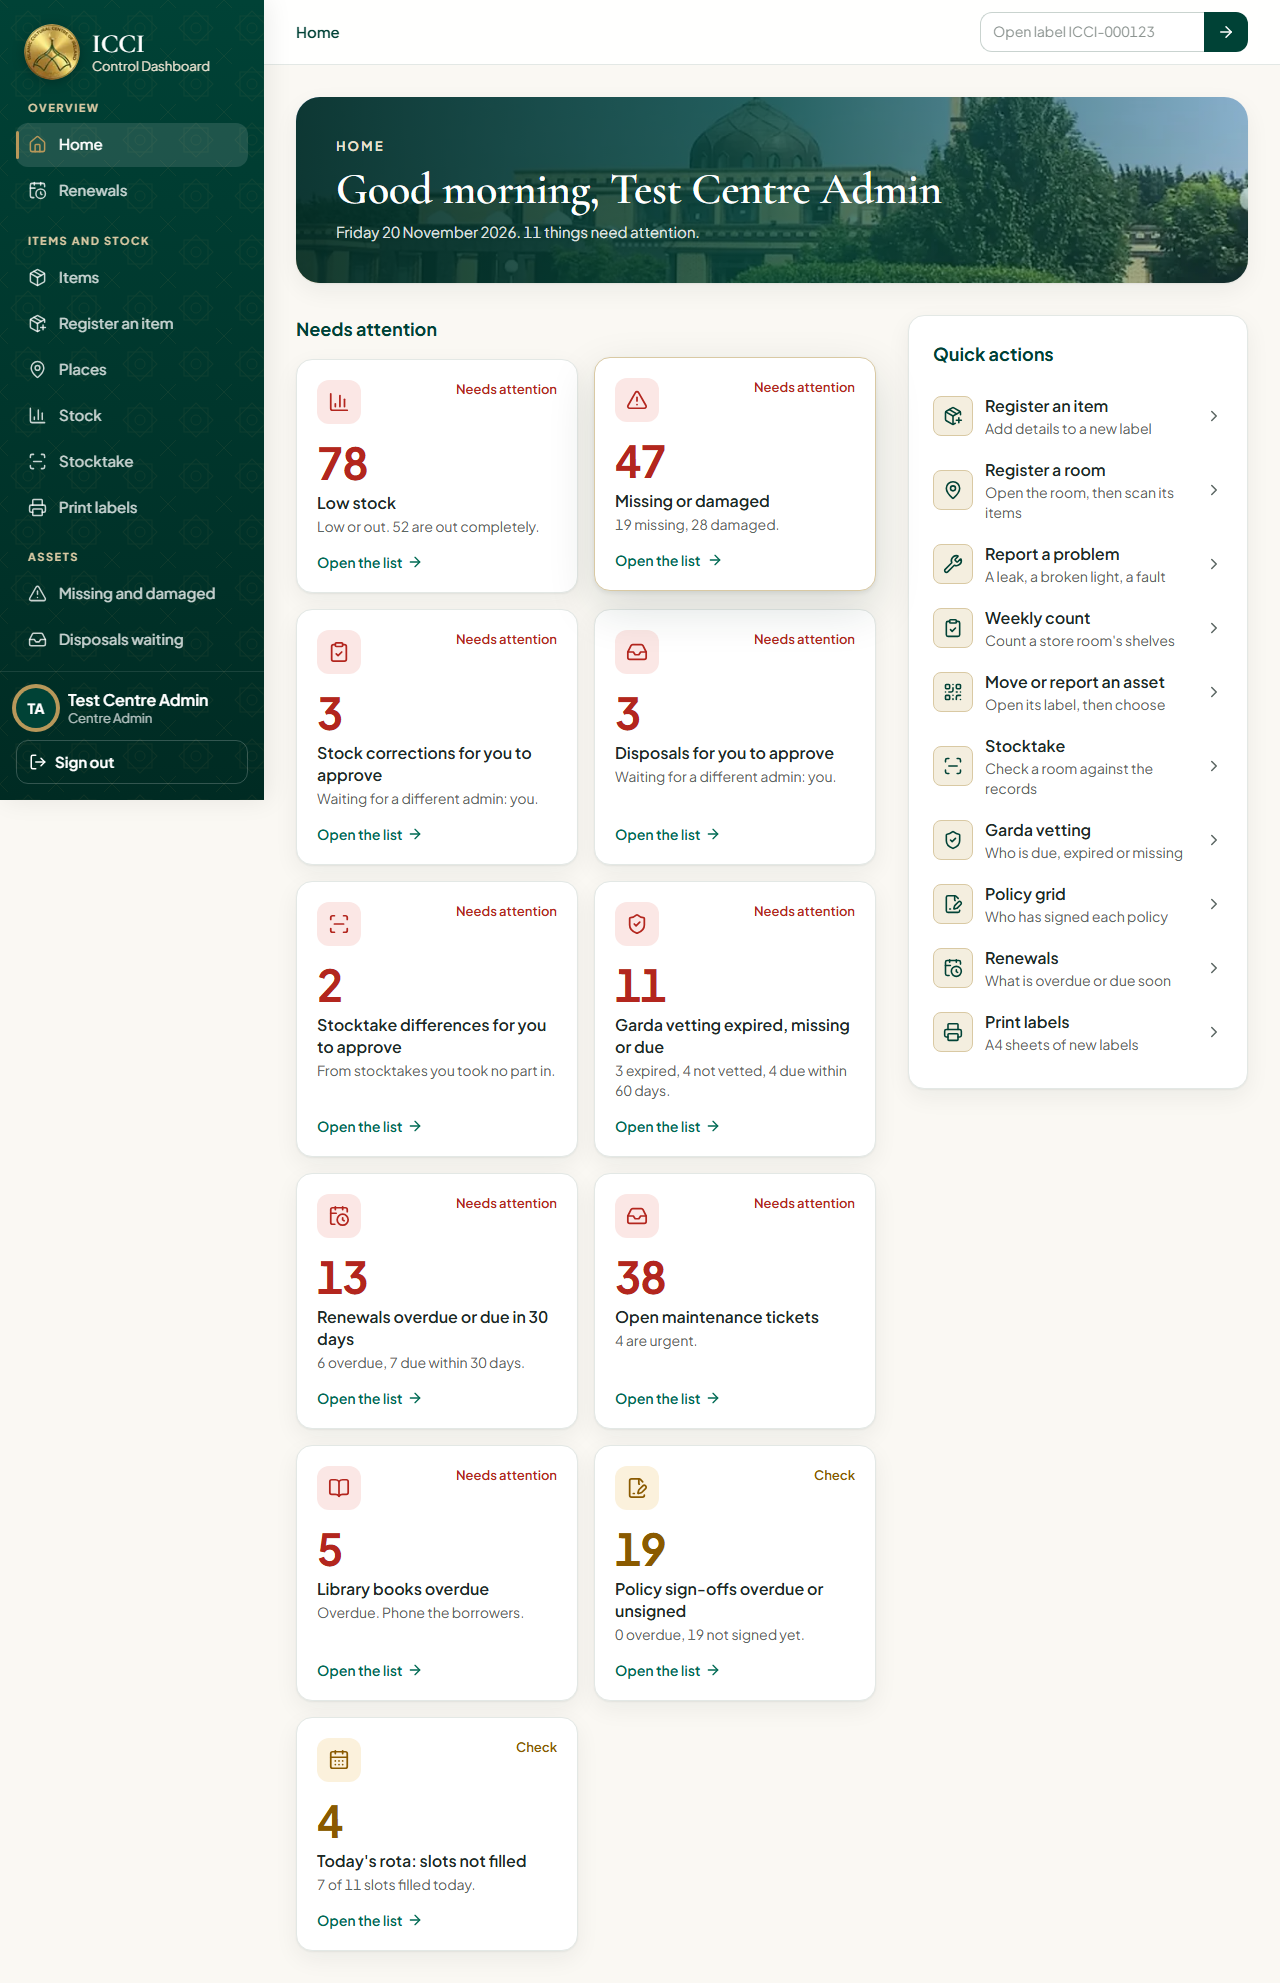 ICCI
Control Dashboard
OVERVIEW
Home
Renewals
ITEMS AND STOCK
Items
Register an item
Places
Stock
Stocktake
Print labels
ASSETS
Missing and damaged
Disposals waiting
TA
Test Centre Admin
Centre Admin
Sign out
Home
Open label ICCI-000123
HOME
Good morning, Test Centre Admin
Friday 20 November 2026. 11 things need attention.
Needs attention
Needs attention
78
Low stock
Low or out. 52 are out completely.
Open the list
Needs attention
47
Missing or damaged
19 missing, 28 damaged.
Open the list
Needs attention
3
Stock corrections for you to
approve
Waiting for a different admin: you.
Open the list
Needs attention
3
Disposals for you to approve
Waiting for a different admin: you.
Open the list
Needs attention
2
Stocktake differences for you
to approve
From stocktakes you took no part in.
Open the list
Needs attention
11
Garda vetting expired, missing
or due
3 expired, 4 not vetted, 4 due within
60 days.
Open the list
Needs attention
13
Renewals overdue or due in 30
days
6 overdue, 7 due within 30 days.
Open the list
Needs attention
38
Open maintenance tickets
4 are urgent.
Open the list
Needs attention
5
Library books overdue
Overdue. Phone the borrowers.
Open the list
Check
19
Policy sign-offs overdue or
unsigned
0 overdue, 19 not signed yet.
Open the list
Check
4
Today's rota: slots not filled
7 of 11 slots filled today.
Open the list
Quick actions
Register an item
Add details to a new label
Register a room
Open the room, then scan its
items
Report a problem
A leak, a broken light, a fault
Weekly count
Count a store room's shelves
Move or report an asset
Open its label, then choose
Stocktake
Check a room against the
records
Garda vetting
Who is due, expired or missing
Policy grid
Who has signed each policy
Renewals
What is overdue or due soon
Print labels
A4 sheets of new labels